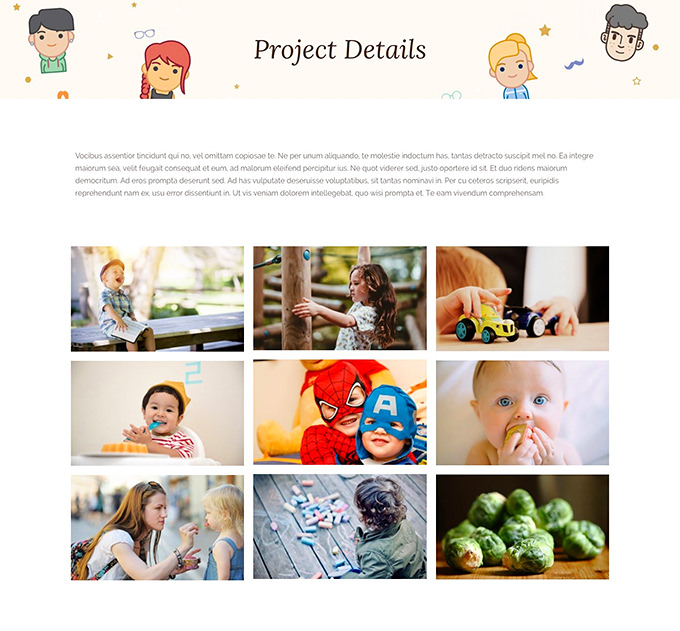 Project Details
Vocibus assentior tincidunt qui no, vel omittam copiosae te. Ne per unum aliquando, te molestie indoctum has, tantas detracto suscipit mel no. Ea integre
maiorum sea, velit feugait consequat et eum, ad malorum eleifend percipitur ius. Ne quot viderer sed, justo oportere id sit. Et duo ridens maiorum
democritum. Ad eros prompta deserunt sed. Ad has vulputate deseruisse voluptatibus, sit tantas nominavi in. Per cu ceteros scripserit, euripidis
reprehendunt nam ex, usu error dissentiunt in. Ut vis veniam dolorem intellegebat, quo wisi prompta et. Te eam vivendum comprehensam.
2
A